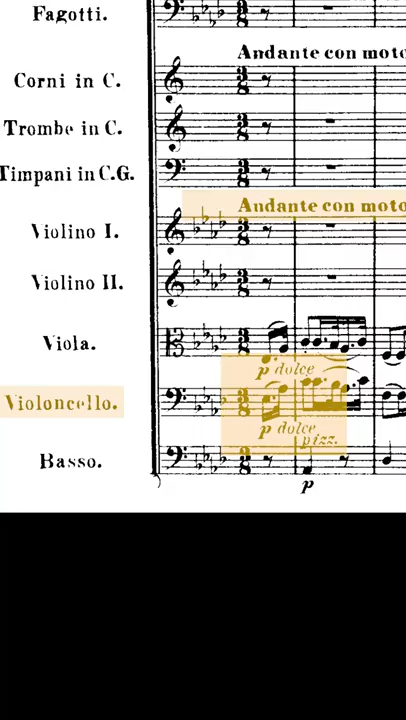 Fagotti.
Andante con moto
Corni in C.
Trombe in C.
Timpani in C.G.
Andante con moto
Violino I.
Violino II.
Viola.
p dolce
Violoncello.
p dolce
pizz.
Basso.
p